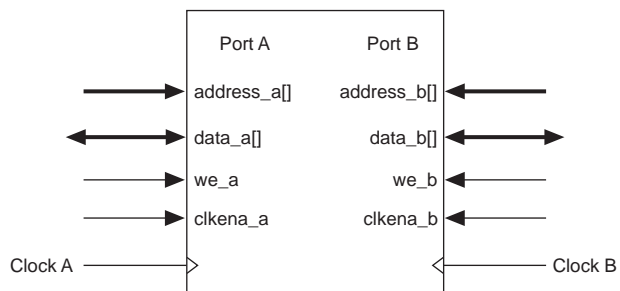 Port A Port B
address_a[] address_b[]
data_a[] data_b[]
we_a we_b
clkena_a clkena_b
Clock A Clock B